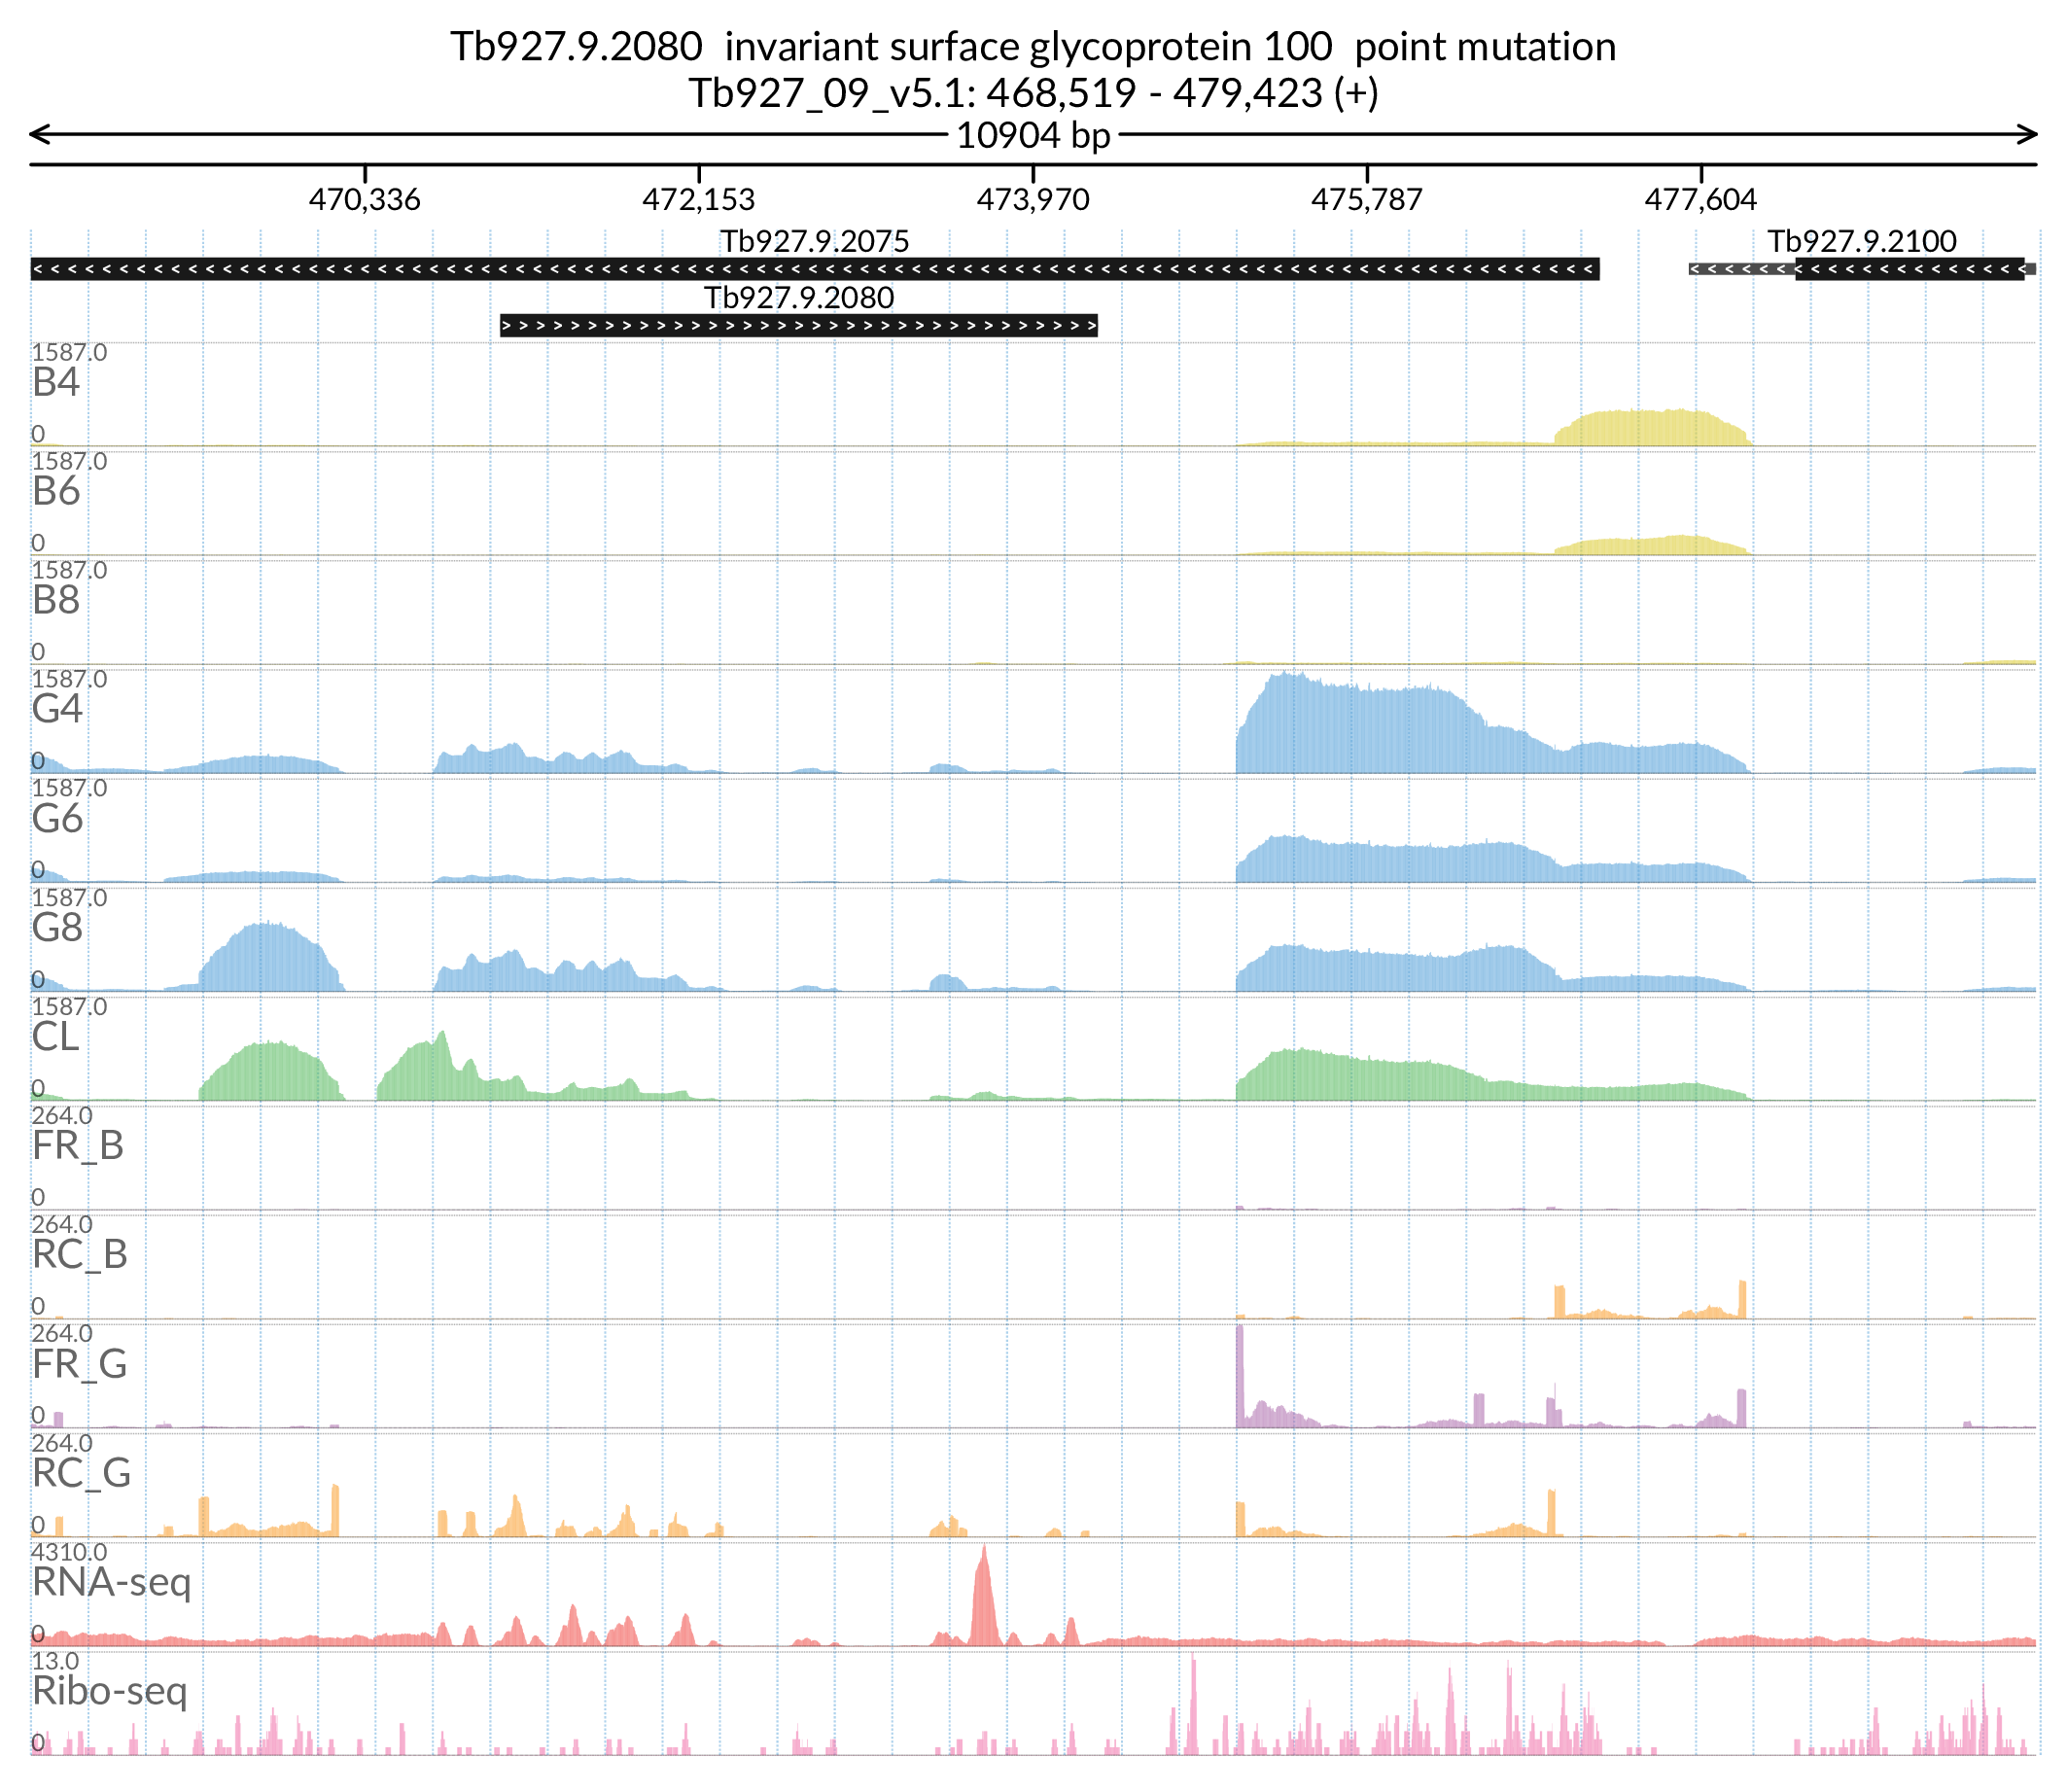 Tb927.9.2080  invariant surface glycoprotein 100  point mutation
Tb927_09_v5.1: 468,519 - 479,423 (+)
10904 bp
470,336 472,153 473,970 475,787 477,604
Tb927.9.2075 Tb927.9.2100
Tb927.9.2080
1587.0
B4
0
1587.0
B6
0
1587.0
B8
0
1587.0
G4
0
1587.0
G6
0
1587.0
G8
0
1587.0
CL
0
264.0
FR_B
0
264.0
RC_B
0
264.0
FR_G
0
264.0
RC_G
0
4310.0
RNA-seq
0
13.0
Ribo-seq
0